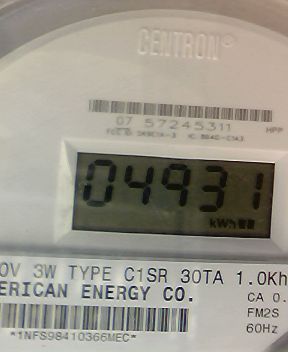 CENTRON®
07 57245311
HPP
04931
kWh
0V 3W TYPE C1SR 30TA 1.0Kh
ERICAN ENERGY CO.
CA 0.
FM2S
60Hz
*1NFS98410366MEC*